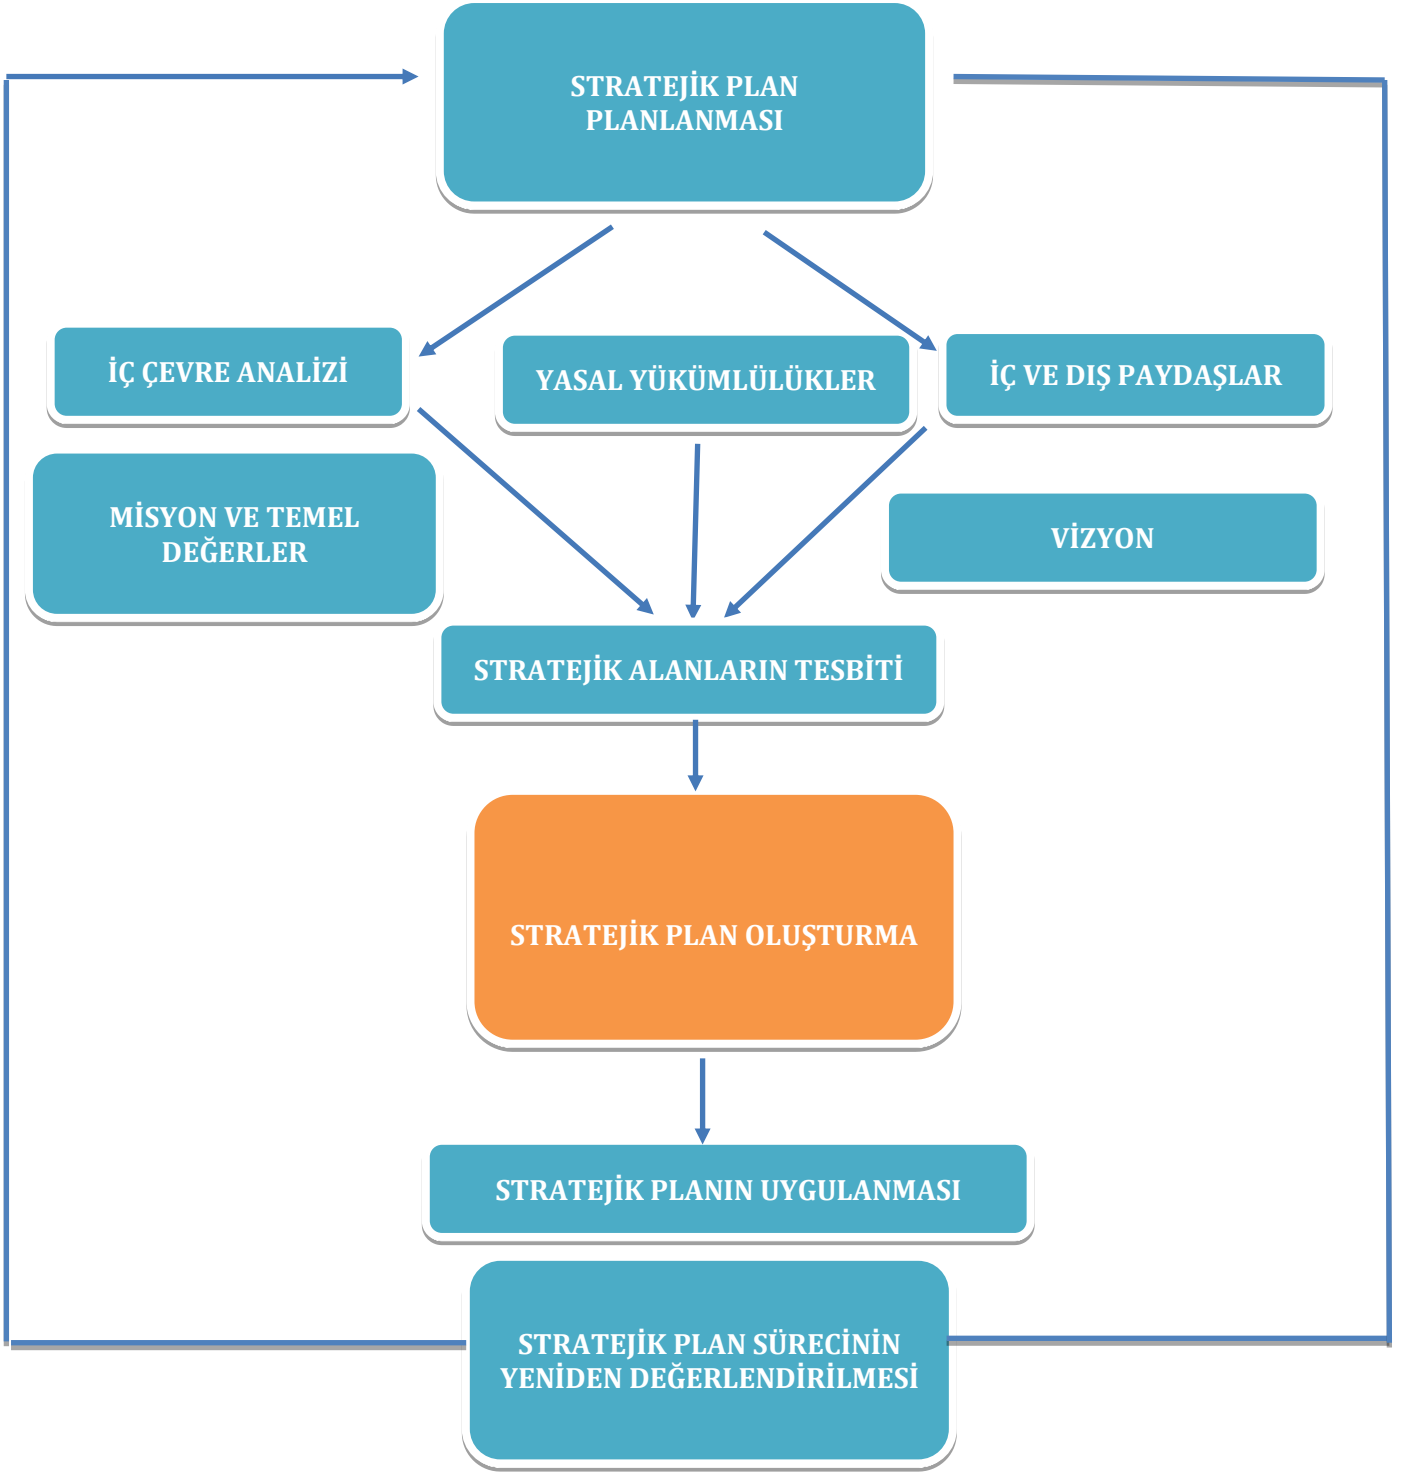 STRATEJİK PLAN
PLANLANMASI
İÇ ÇEVRE ANALİZİ
YASAL YÜKÜMLÜLÜKLER
İÇ VE DIŞ PAYDAŞLAR
MİSYON VE TEMEL
DEĞERLER
VİZYON
STRATEJİK ALANLARIN TESBİTİ
STRATEJİK PLAN OLUŞTURMA
STRATEJİK PLANIN UYGULANMASI
STRATEJİK PLAN SÜRECİNİN
YENİDEN DEĞERLENDİRİLMESİ